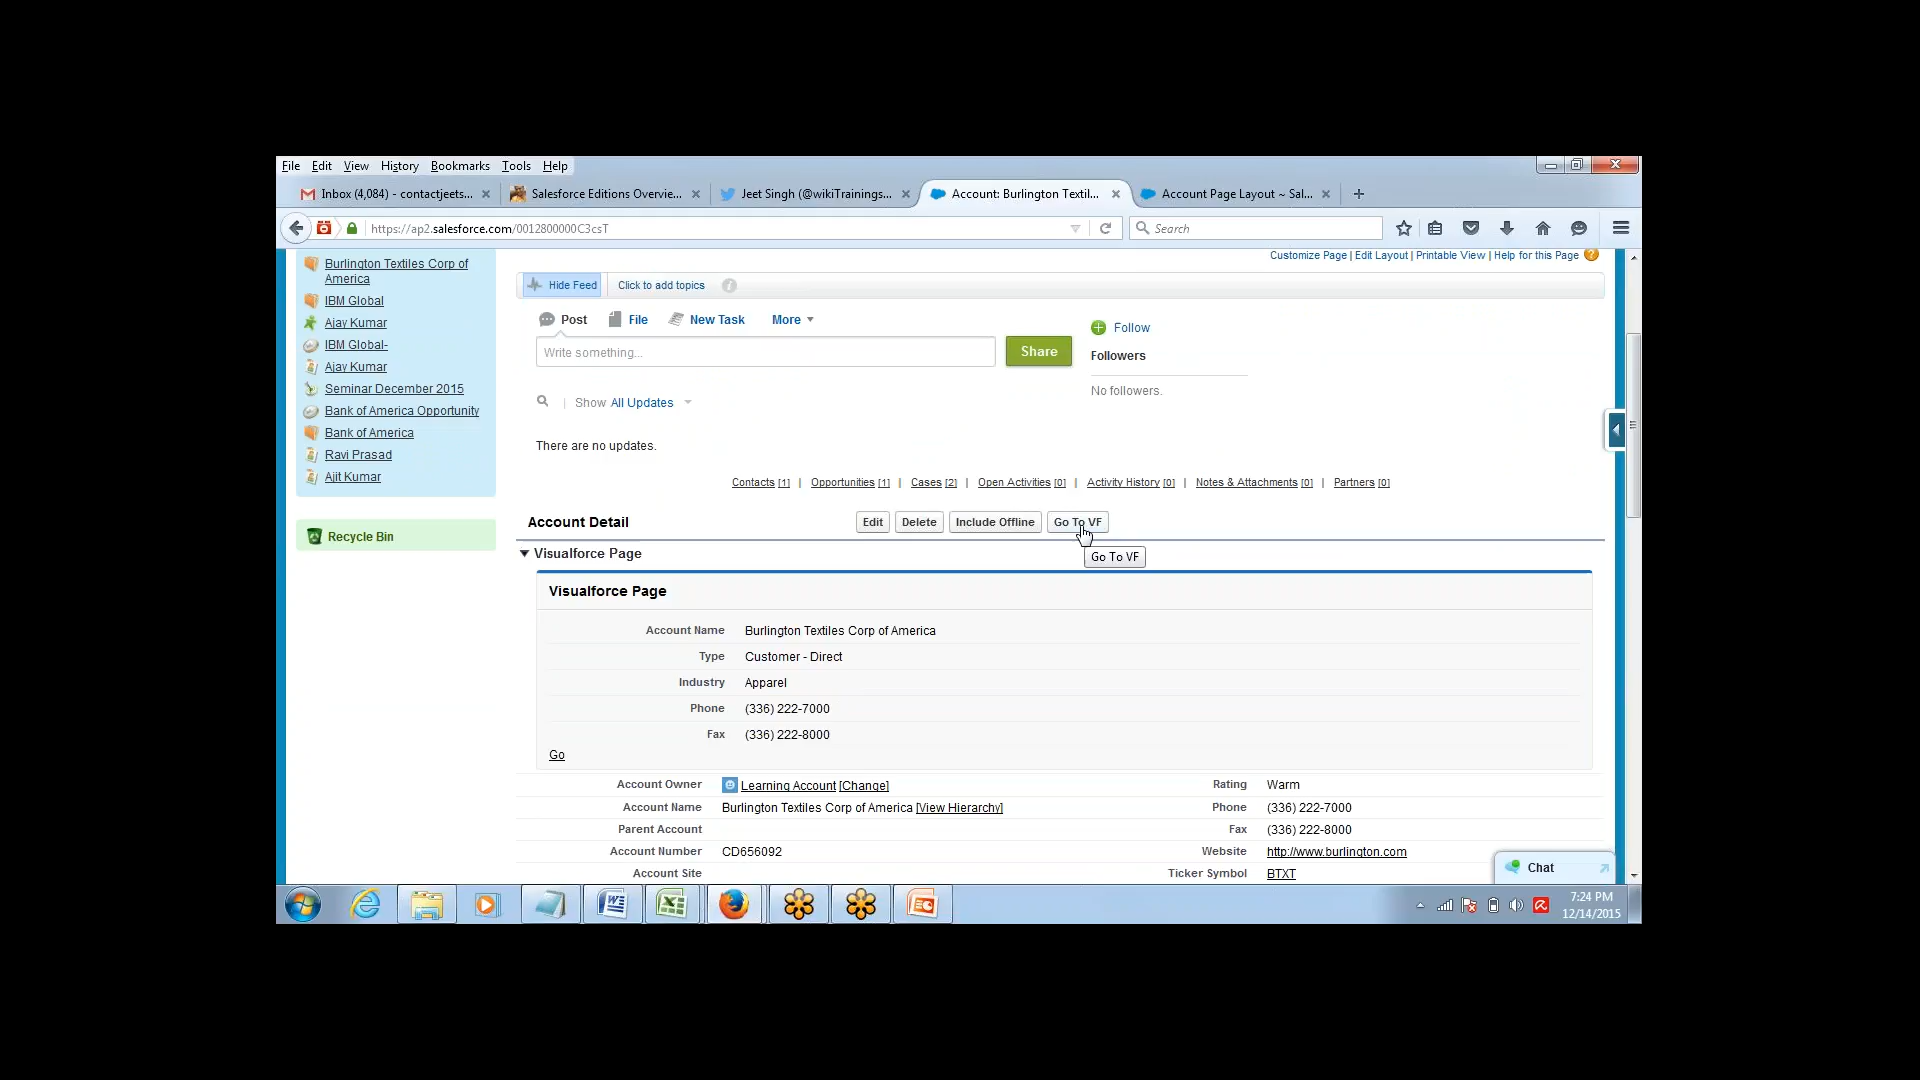 File Edit View History Bookmarks Tools Help
Inbox (4,084) - contactjeets... Salesforce Editions Overvie... Jeet Singh (@wikiTrainings... Account: Burlington Textil... Account Page Layout ~ Sal...
https://ap2.salesforce.com/0012800000C3csT Search
Customize Page | Edit Layout | Printable View | Help for this Page
Burlington Textiles Corp of
America
IBM Global
Ajay Kumar
IBM Global-
Ajay Kumar
Seminar December 2015
Bank of America Opportunity
Bank of America
Ravi Prasad
Ajit Kumar
Recycle Bin
Hide Feed Click to add topics
Post File New Task More
Write something... Share
Follow
Followers
No followers.
Show All Updates
There are no updates.
Contacts [1] | Opportunities [1] | Cases [2] | Open Activities [0] | Activity History [0] | Notes & Attachments [0] | Partners [0]
Account Detail Edit Delete Include Offline Go To VF
Go To VF
Visualforce Page
Visualforce Page
Account Name Burlington Textiles Corp of America
Type Customer - Direct
Industry Apparel
Phone (336) 222-7000
Fax (336) 222-8000
Go
Account Owner Learning Account [Change] Rating Warm
Account Name Burlington Textiles Corp of America [View Hierarchy] Phone (336) 222-7000
Parent Account Fax (336) 222-8000
Account Number CD656092 Website http://www.burlington.com
Account Site Ticker Symbol BTXT
Chat
7:24 PM
12/14/2015